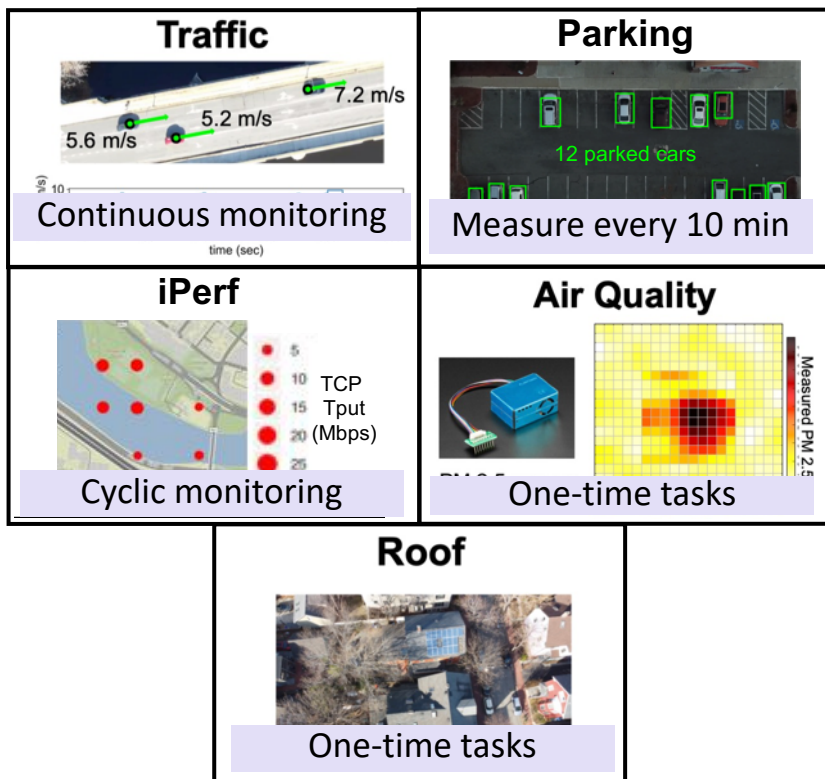 Traffic
7.2 m/s
5.2 m/s
5.6 m/s
10
Continuous monitoring
time (sec)
Parking
12 parked cars
Measure every 10 min
iPerf
5
10
15
20
25
TCP
Tput
(Mbps)
Cyclic monitoring
Air Quality
Measured PM 2.5
One-time tasks
Roof
One-time tasks